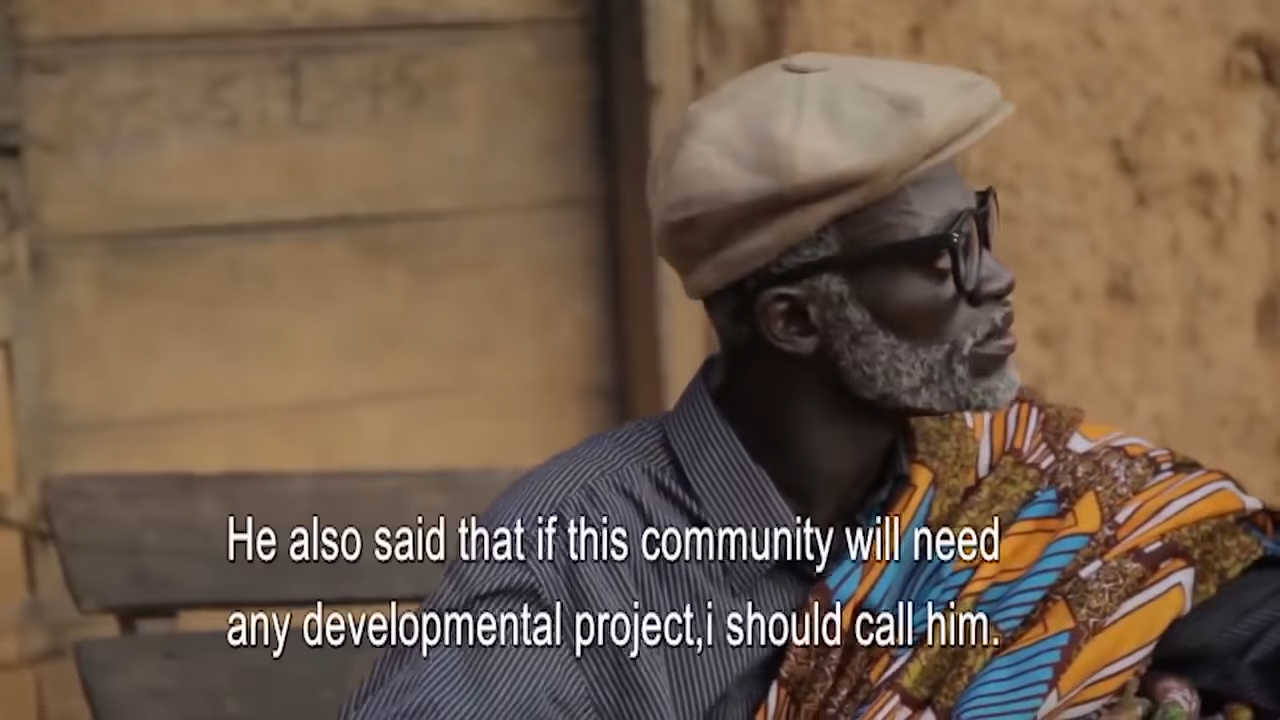 He also said that if this community will need
any developmental project,i should call him.